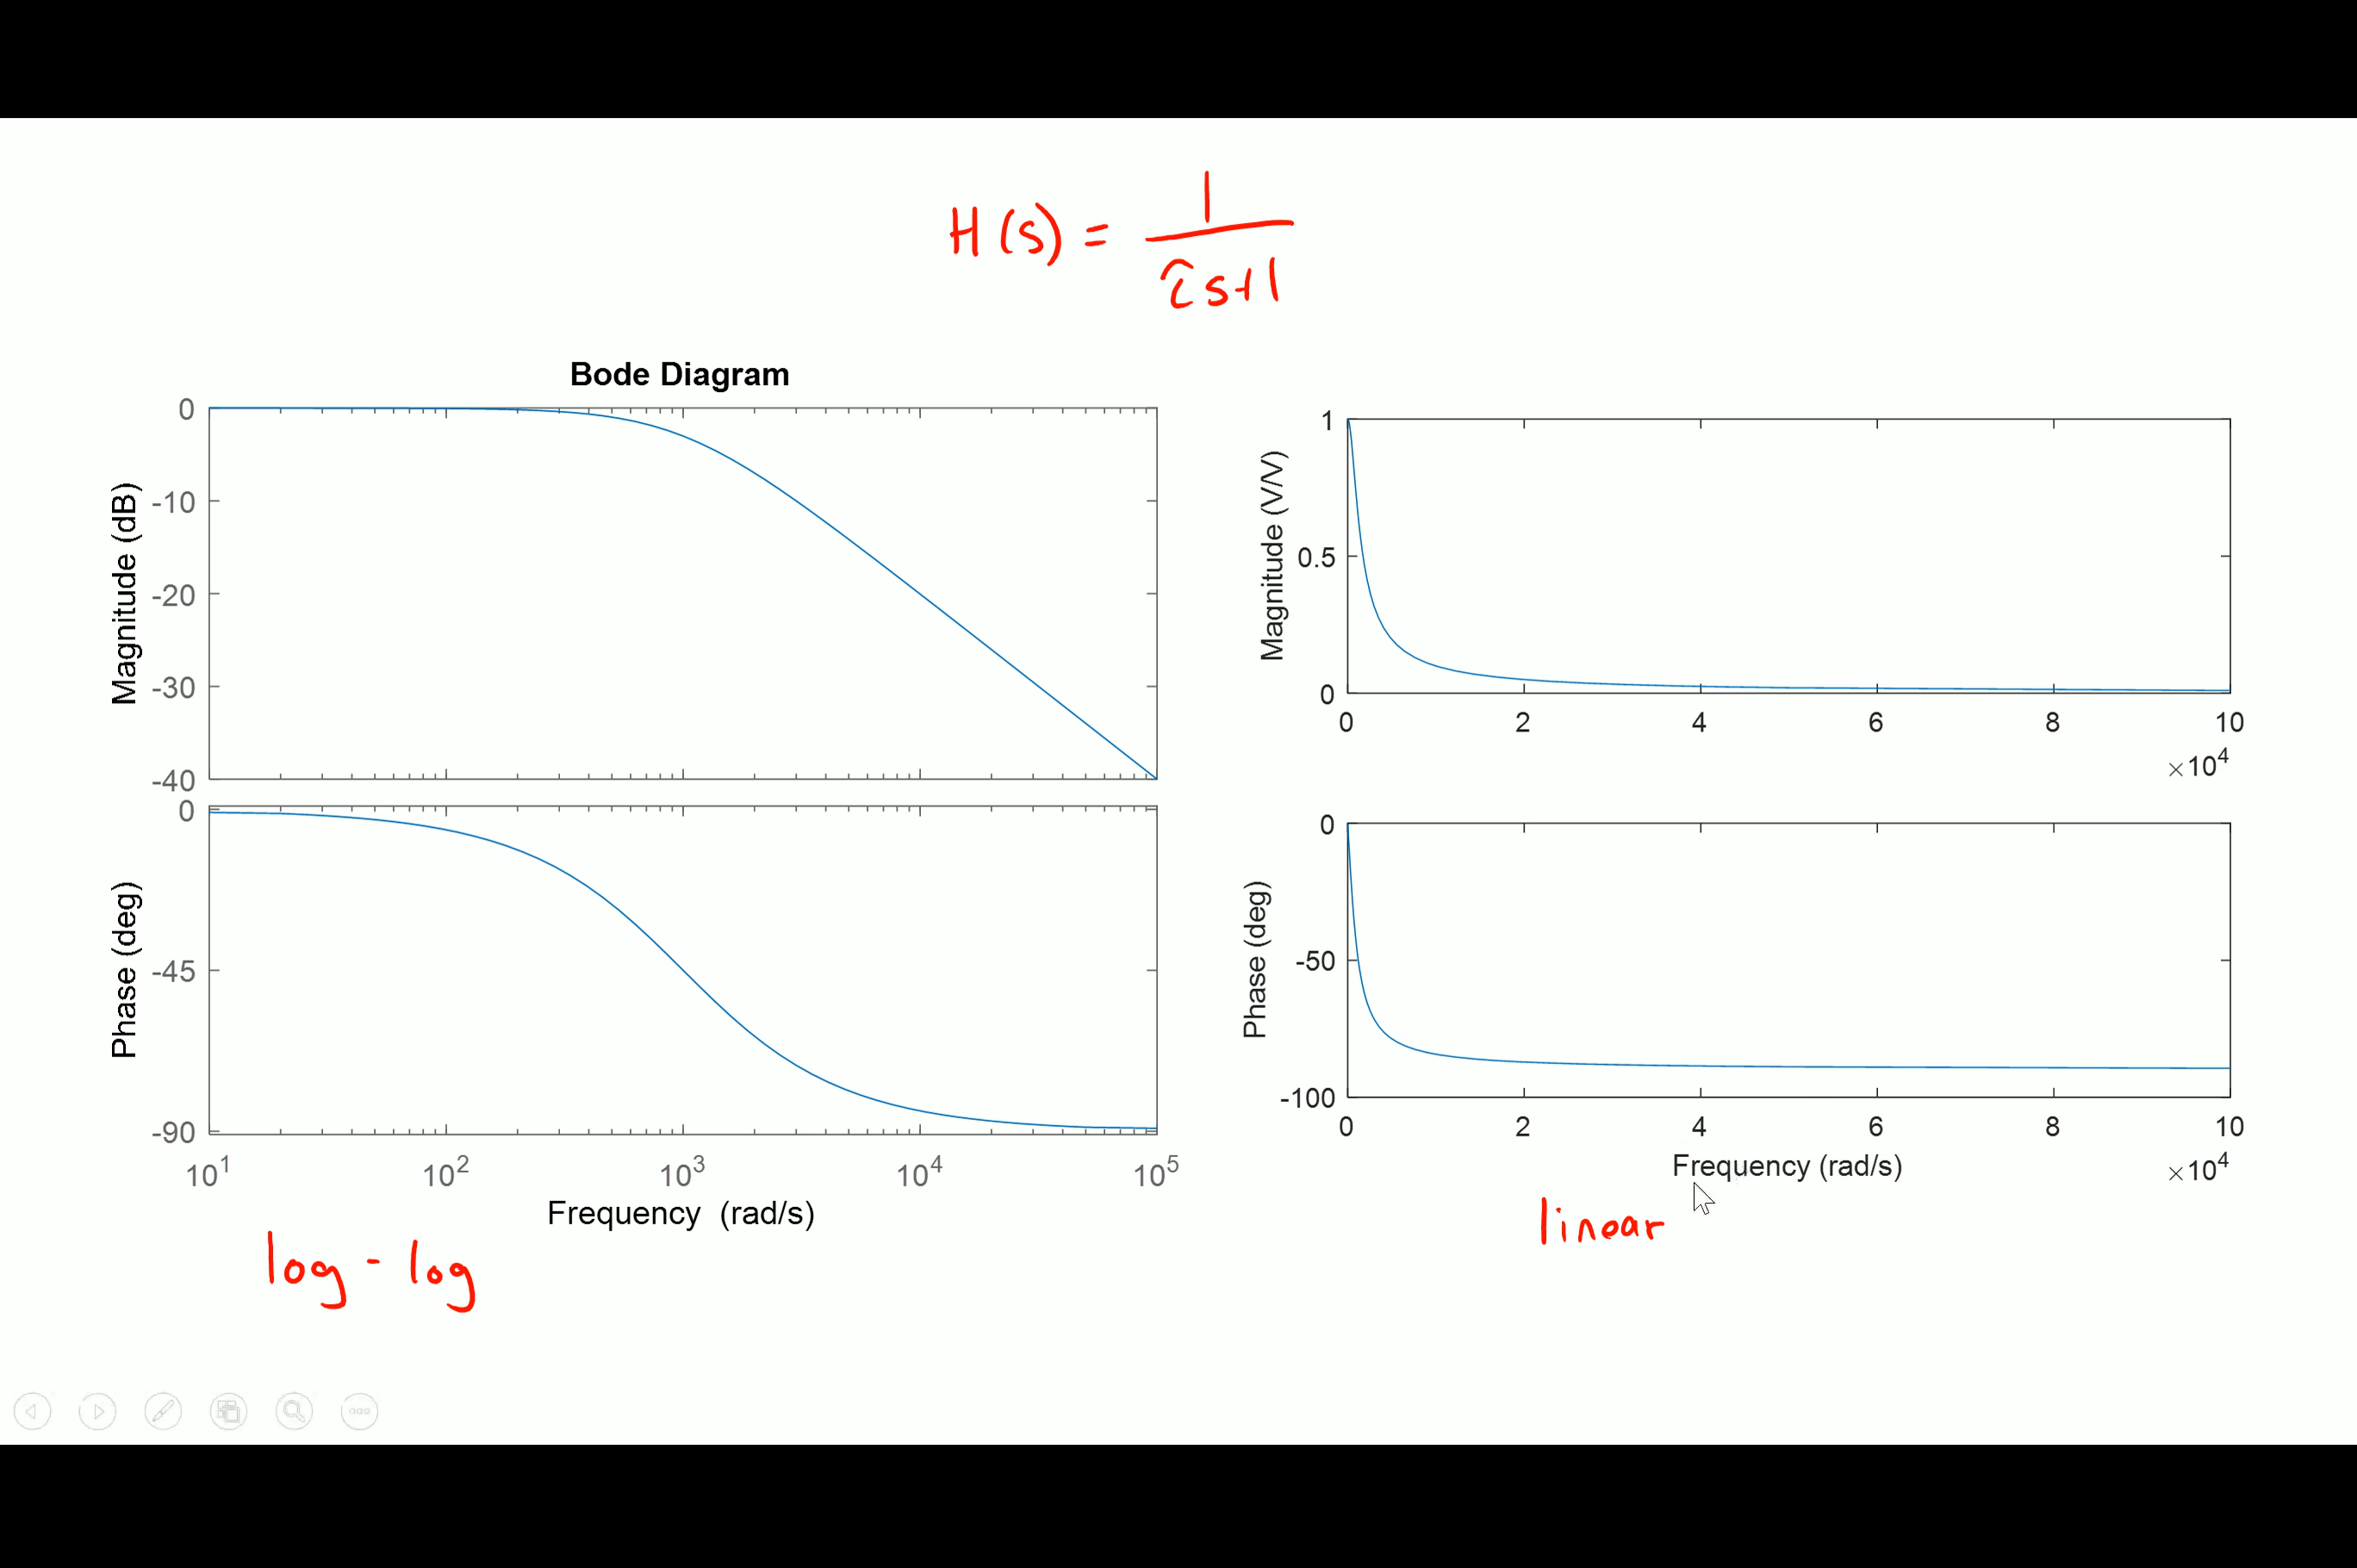 H(s) = 1
τs+1
Bode Diagram
Magnitude (dB)
0
-10
-20
-30
-40
Phase (deg)
0
-45
-90
10^1 10^2 10^3 10^4 10^5
Frequency (rad/s)
log-log
Magnitude (V/V)
1
0.5
0
0 2 4 6 8 10
×10^4
Phase (deg)
0
-50
-100
0 2 4 6 8 10
Frequency (rad/s) ×10^4
linear